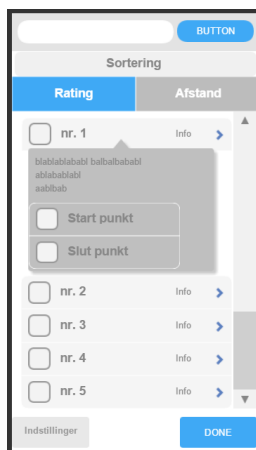 BUTTON
Sortering
Rating Afstand
nr. 1 Info
blablablababl balbalbababl
ablabablabl
aablbab
Start punkt
Slut punkt
nr. 2 Info
nr. 3 Info
nr. 4 Info
nr. 5 Info
Indstillinger DONE